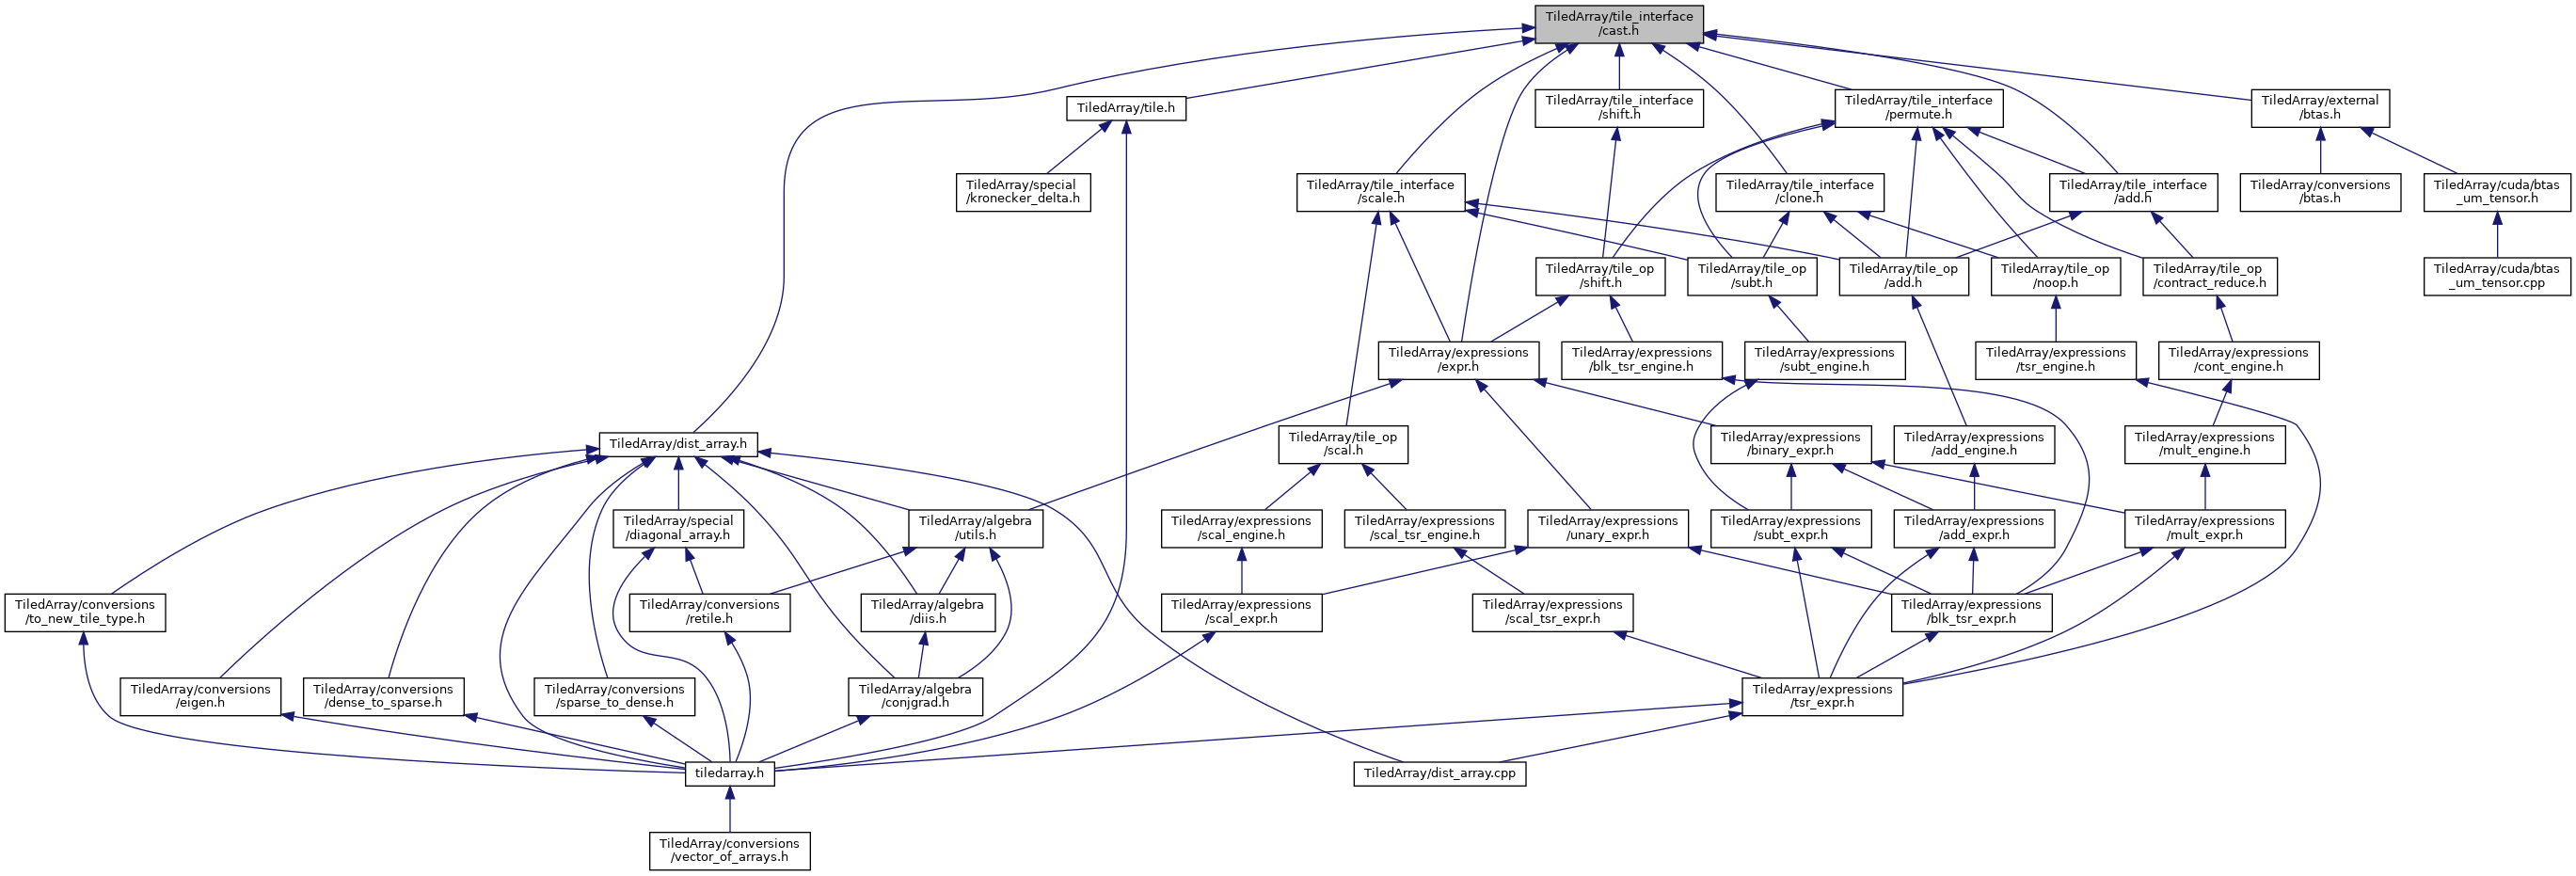 TiledArray/tile_interface
/cast.h
TiledArray/tile.h
TiledArray/tile_interface
/shift.h
TiledArray/tile_interface
/permute.h
TiledArray/external
/btas.h
TiledArray/special
/kronecker_delta.h
TiledArray/tile_interface
/scale.h
TiledArray/tile_interface
/clone.h
TiledArray/tile_interface
/add.h
TiledArray/conversions
/btas.h
TiledArray/cuda/btas
_um_tensor.h
TiledArray/tile_op
/shift.h
TiledArray/tile_op
/subt.h
TiledArray/tile_op
/add.h
TiledArray/tile_op
/noop.h
TiledArray/tile_op
/contract_reduce.h
TiledArray/cuda/btas
_um_tensor.cpp
TiledArray/expressions
/expr.h
TiledArray/expressions
/blk_tsr_engine.h
TiledArray/expressions
/subt_engine.h
TiledArray/expressions
/tsr_engine.h
TiledArray/expressions
/cont_engine.h
TiledArray/dist_array.h
TiledArray/tile_op
/scal.h
TiledArray/expressions
/binary_expr.h
TiledArray/expressions
/add_engine.h
TiledArray/expressions
/mult_engine.h
TiledArray/special
/diagonal_array.h
TiledArray/algebra
/utils.h
TiledArray/expressions
/scal_engine.h
TiledArray/expressions
/scal_tsr_engine.h
TiledArray/expressions
/unary_expr.h
TiledArray/expressions
/subt_expr.h
TiledArray/expressions
/add_expr.h
TiledArray/expressions
/mult_expr.h
TiledArray/conversions
/to_new_tile_type.h
TiledArray/conversions
/retile.h
TiledArray/algebra
/diis.h
TiledArray/expressions
/scal_expr.h
TiledArray/expressions
/scal_tsr_expr.h
TiledArray/expressions
/blk_tsr_expr.h
TiledArray/conversions
/eigen.h
TiledArray/conversions
/dense_to_sparse.h
TiledArray/conversions
/sparse_to_dense.h
TiledArray/algebra
/conjgrad.h
TiledArray/expressions
/tsr_expr.h
tiledarray.h
TiledArray/dist_array.cpp
TiledArray/conversions
/vector_of_arrays.h